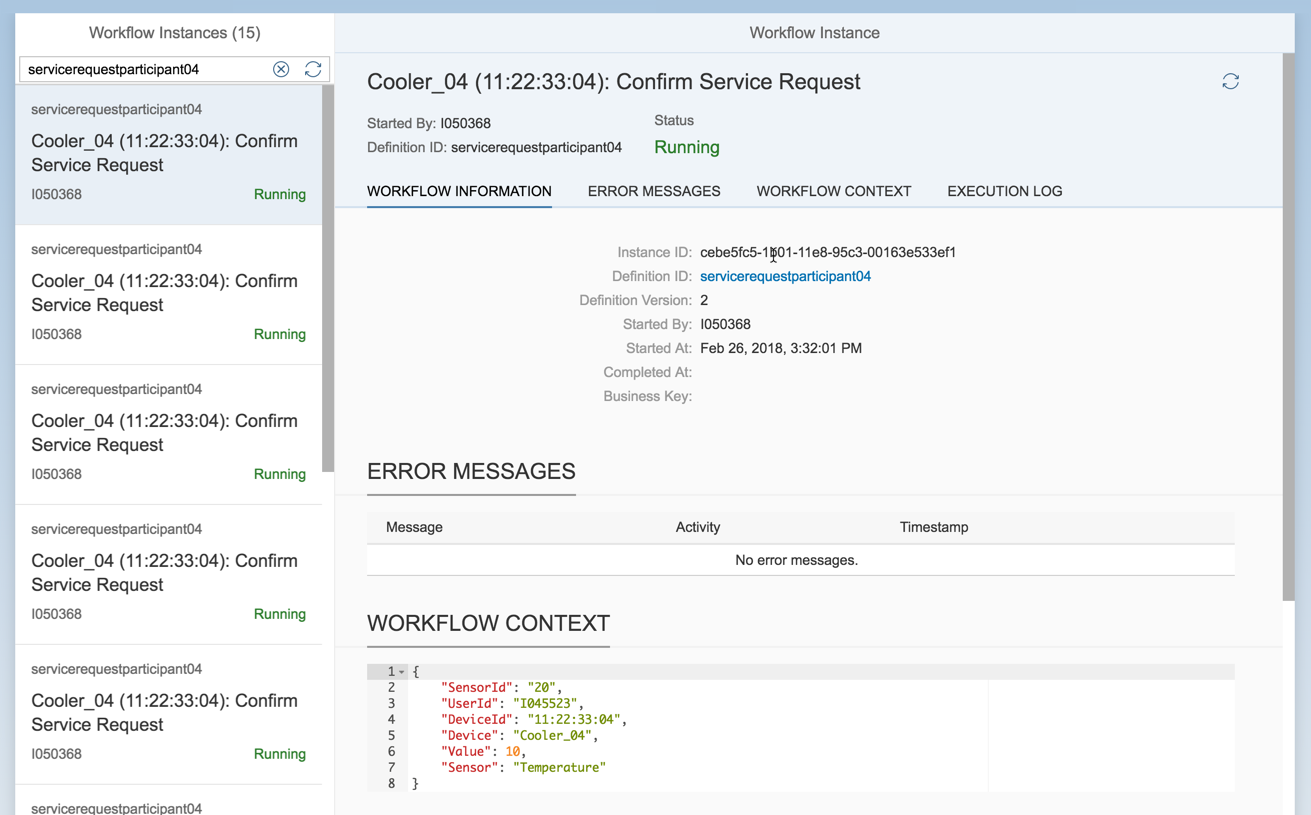 Workflow Instances (15)
servicerequestparticipant04
servicerequestparticipant04
Cooler_04 (11:22:33:04): Confirm
Service Request
I050368 Running
servicerequestparticipant04
Cooler_04 (11:22:33:04): Confirm
Service Request
I050368 Running
servicerequestparticipant04
Cooler_04 (11:22:33:04): Confirm
Service Request
I050368 Running
servicerequestparticipant04
Cooler_04 (11:22:33:04): Confirm
Service Request
I050368 Running
servicerequestparticipant04
Cooler_04 (11:22:33:04): Confirm
Service Request
I050368 Running
servicerequestparticipant04
Workflow Instance
Cooler_04 (11:22:33:04): Confirm Service Request
Started By: I050368
Definition ID: servicerequestparticipant04
Status
Running
WORKFLOW INFORMATION ERROR MESSAGES WORKFLOW CONTEXT EXECUTION LOG
Instance ID: cebe5fc5-1b01-11e8-95c3-00163e533ef1
Definition ID: servicerequestparticipant04
Definition Version: 2
Started By: I050368
Started At: Feb 26, 2018, 3:32:01 PM
Completed At:
Business Key:
ERROR MESSAGES
Message Activity Timestamp
No error messages.
WORKFLOW CONTEXT
1 {
2 "SensorId": "20",
3 "UserId": "I045523",
4 "DeviceId": "11:22:33:04",
5 "Device": "Cooler_04",
6 "Value": 10,
7 "Sensor": "Temperature"
8 }